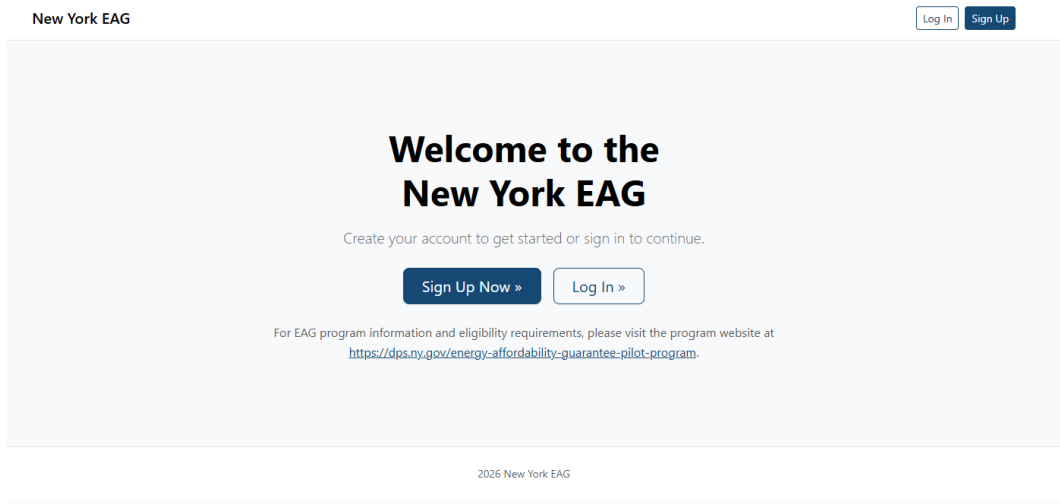 New York EAG
Log In
Sign Up
Welcome to the
New York EAG
Create your account to get started or sign in to continue.
Sign Up Now »
Log In »
For EAG program information and eligibility requirements, please visit the program website at
https://dps.ny.gov/energy-affordability-guarantee-pilot-program.
2026 New York EAG